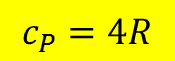 c_P = 4R